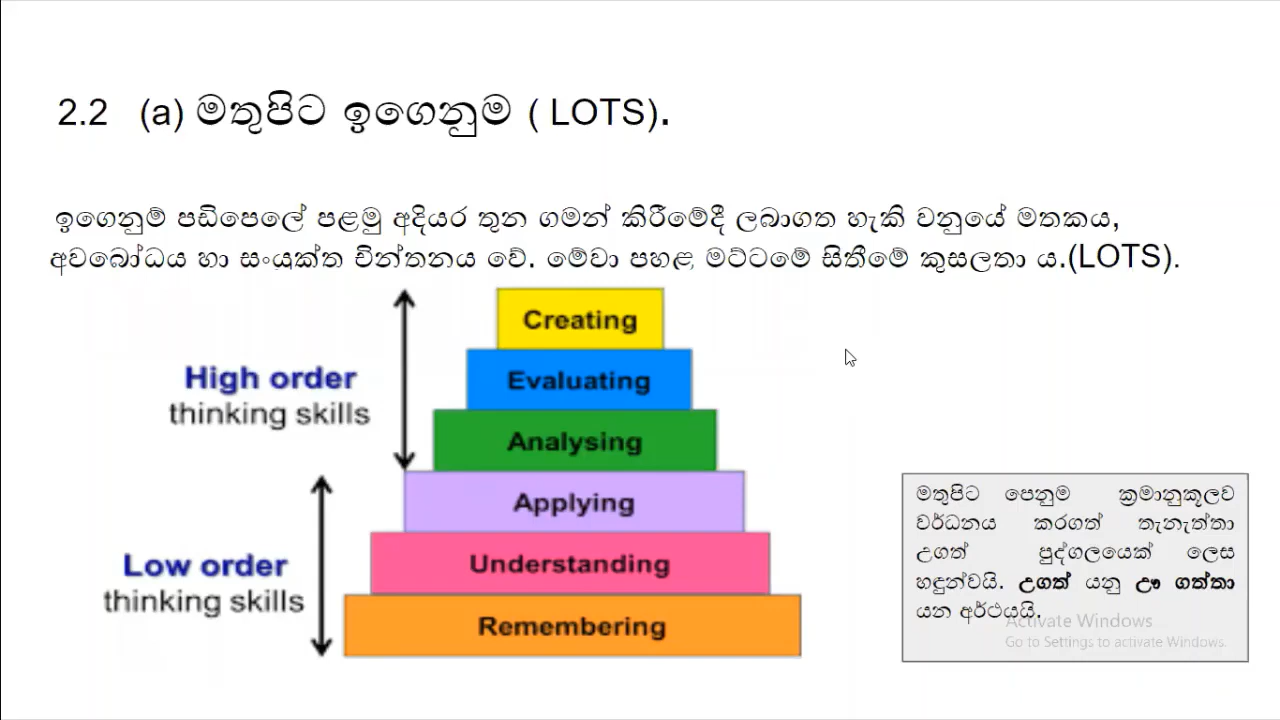 2.2 (a) මතුපිට ඉගෙනුම ( LOTS).
ඉගෙනුම් පඩිපෙලේ පළමු අදියර තුන ගමන් කිරීමේදී ලබාගත හැකි වනුයේ මතකය,
අවබෝධය හා සංයුක්ත චින්තනය වේ. මේවා පහළ මට්ටමේ සිතීමේ කුසලතා ය.(LOTS).
Creating
Evaluating
High order
thinking skills
Analysing
Applying
Low order
thinking skills
Understanding
Remembering
මතුපිට පෙනුම ක්‍රමානුකූලව
වර්ධනය කරගත් තැනැත්තා
උගත් පුද්ගලයෙක් ලෙස
හඳුන්වයි. උගත් යනු ඌ ගත්තා
යන අර්ථයයි.
Activate Windows
Go to Settings to activate Windows.